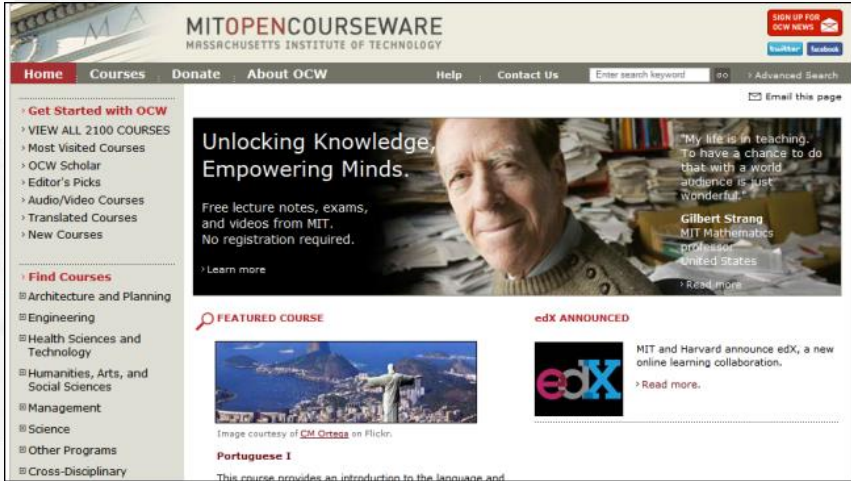 MITOPENCOURSEWARE
MASSACHUSETTS INSTITUTE OF TECHNOLOGY
SIGN UP FOR
OCW NEWS
twitter facebook
Home Courses Donate About OCW Help Contact Us Enter search keyword GO › Advanced Search
Email this page
› Get Started with OCW
› VIEW ALL 2100 COURSES
› Most Visited Courses
› OCW Scholar
› Editor's Picks
› Audio/Video Courses
› Translated Courses
› New Courses
› Find Courses
Architecture and Planning
Engineering
Health Sciences and
Technology
Humanities, Arts, and
Social Sciences
Management
Science
Other Programs
Cross-Disciplinary
Unlocking Knowledge,
Empowering Minds.
Free lecture notes, exams,
and videos from MIT.
No registration required.
› Learn more
"My life is in teaching.
To have a chance to do
that with a world
audience is just
wonderful."
Gilbert Strang
MIT Mathematics
professor
United States
› Read more
FEATURED COURSE
Image courtesy of CM Ortega on Flickr.
Portuguese I
This course provides an introduction to the language and
edX ANNOUNCED
edX
MIT and Harvard announce edX, a new
online learning collaboration.
› Read more.